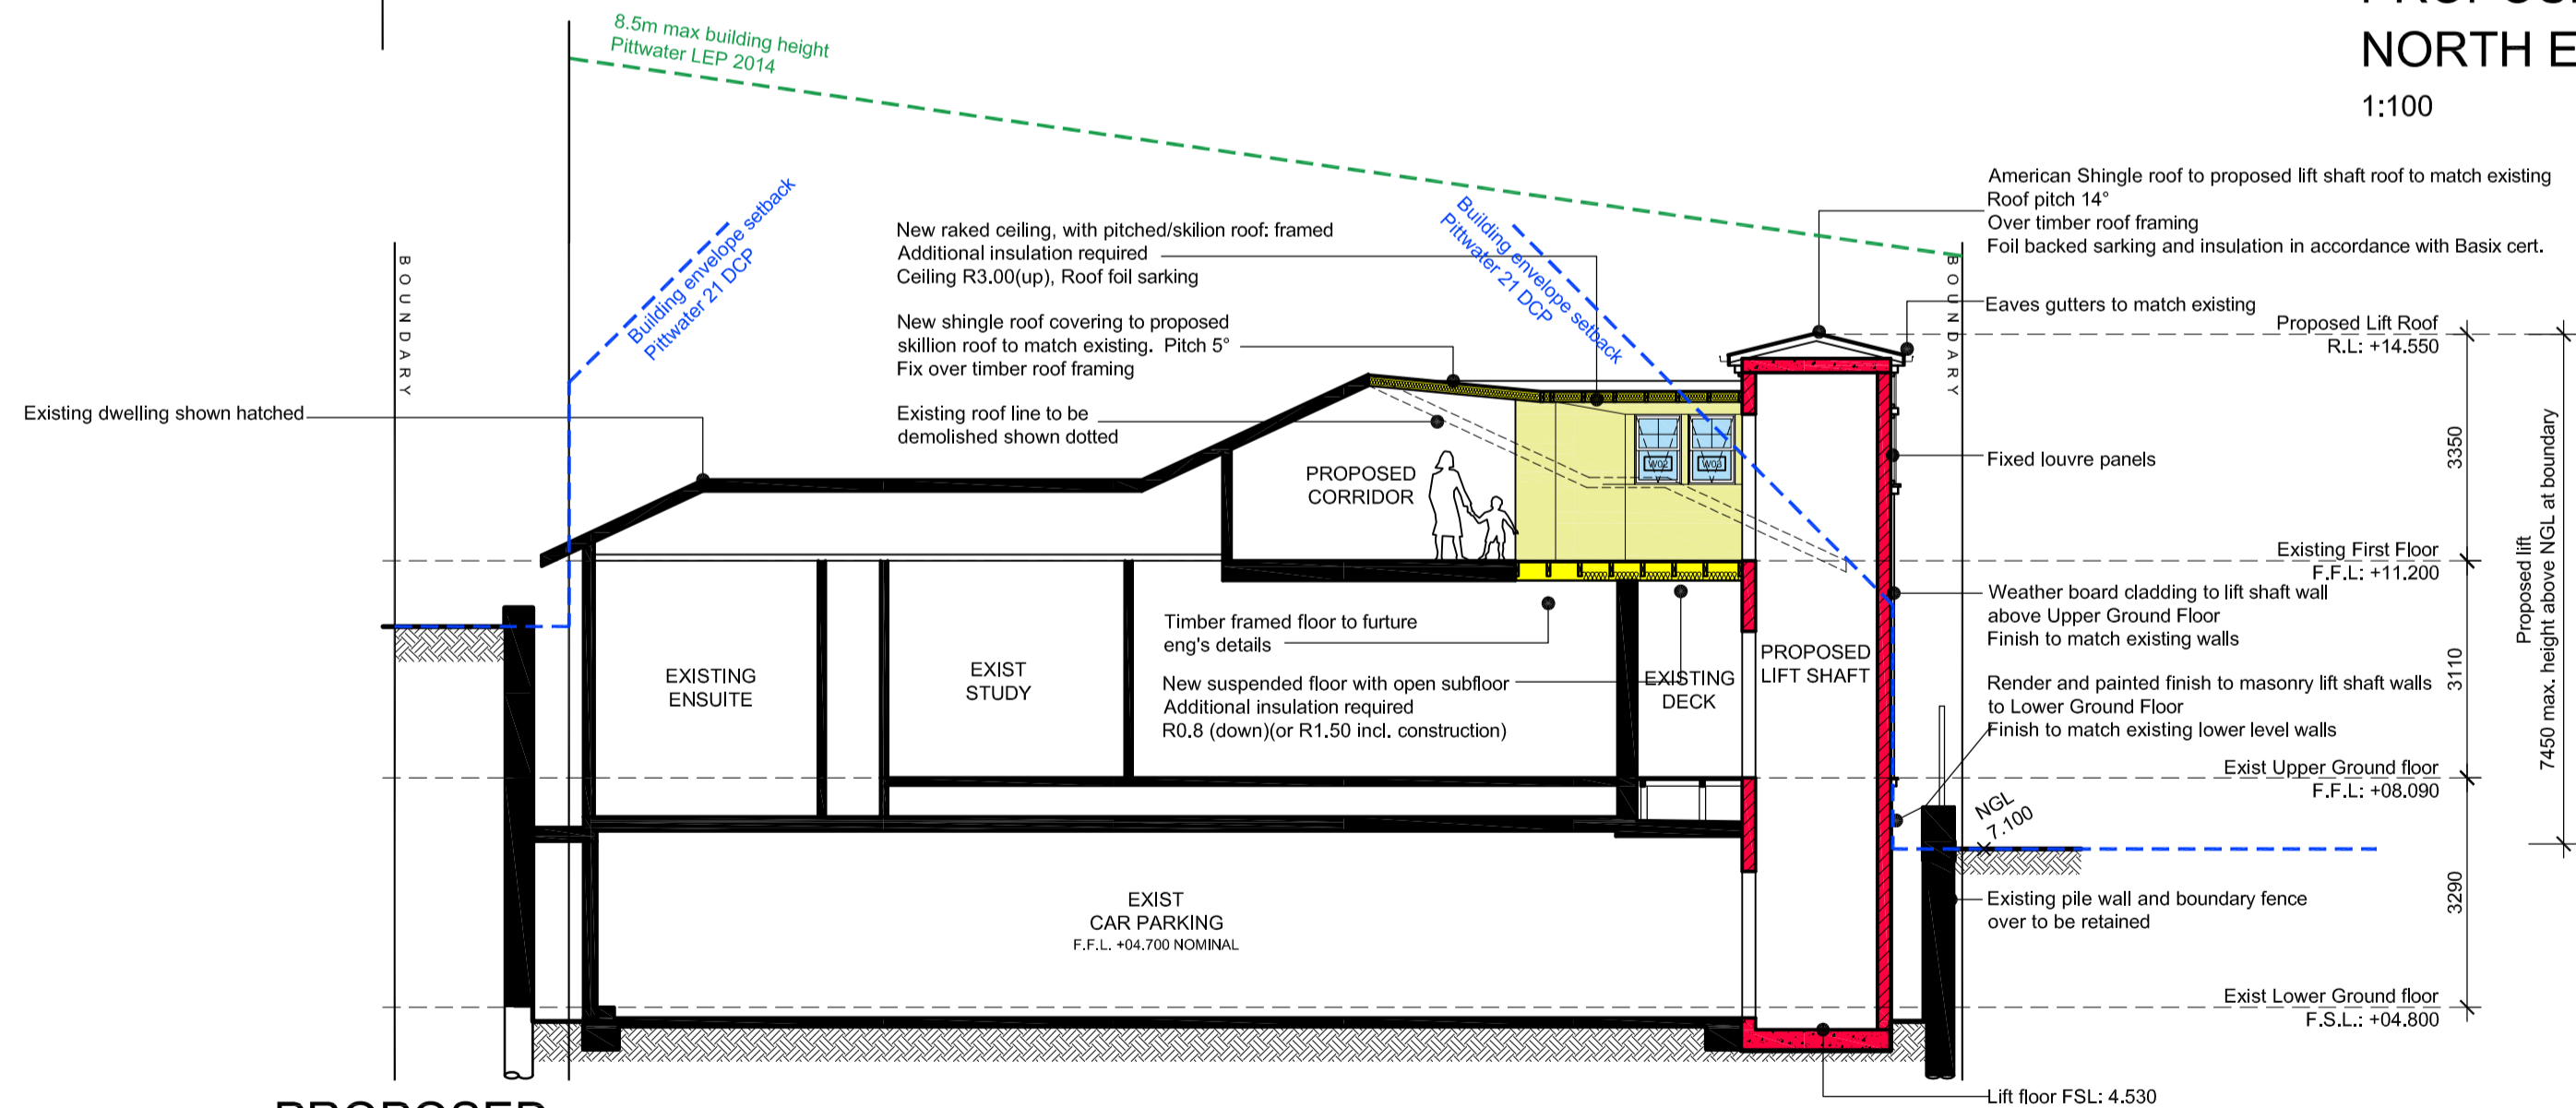 NORTH E
1:100
8.5m max building height
Pittwater LEP 2014
Building envelope setback
Pittwater 21 DCP
BOUNDARY
Existing dwelling shown hatched
New raked ceiling, with pitched/skilion roof: framed
Additional insulation required
Ceiling R3.00(up), Roof foil sarking
New shingle roof covering to proposed
skillion roof to match existing. Pitch 5°
Fix over timber roof framing
Existing roof line to be
demolished shown dotted
Building envelope setback
Pittwater 21 DCP
BOUNDARY
American Shingle roof to proposed lift shaft roof to match existing
Roof pitch 14°
Over timber roof framing
Foil backed sarking and insulation in accordance with Basix cert.
Eaves gutters to match existing
Proposed Lift Roof
R.L: +14.550
Fixed louvre panels
3350
Existing First Floor
F.F.L: +11.200
Weather board cladding to lift shaft wall
above Upper Ground Floor
Finish to match existing walls
Render and painted finish to masonry lift shaft walls
to Lower Ground Floor
Finish to match existing lower level walls
3110
Proposed lift
7450 max. height above NGL at boundary
Exist Upper Ground floor
F.F.L: +08.090
NGL
7.100
3290
Existing pile wall and boundary fence
over to be retained
Exist Lower Ground floor
F.S.L.: +04.800
Lift floor FSL: 4.530
PROPOSED
CORRIDOR
W02
W03
Timber framed floor to furture
eng's details
New suspended floor with open subfloor
Additional insulation required
R0.8 (down)(or R1.50 incl. construction)
EXISTING
ENSUITE
EXIST
STUDY
EXISTING
DECK
PROPOSED
LIFT SHAFT
EXIST
CAR PARKING
F.F.L. +04.700 NOMINAL
PROPOSED